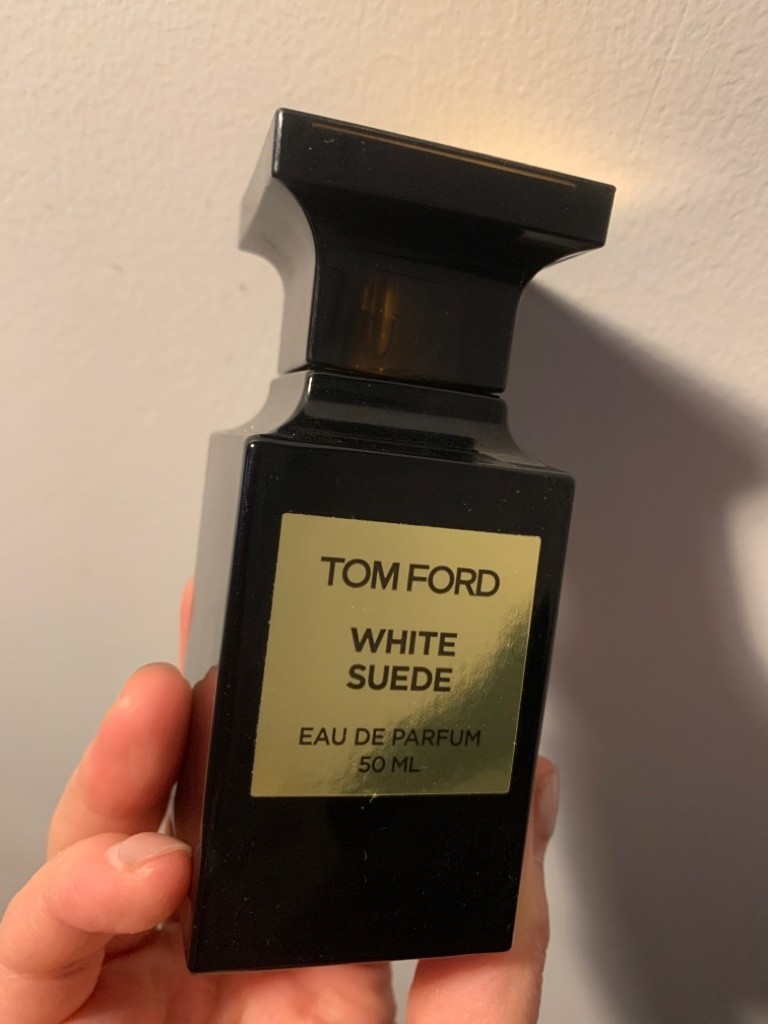 TOM FORD
WHITE
SUEDE
EAU DE PARFUM
50 ML